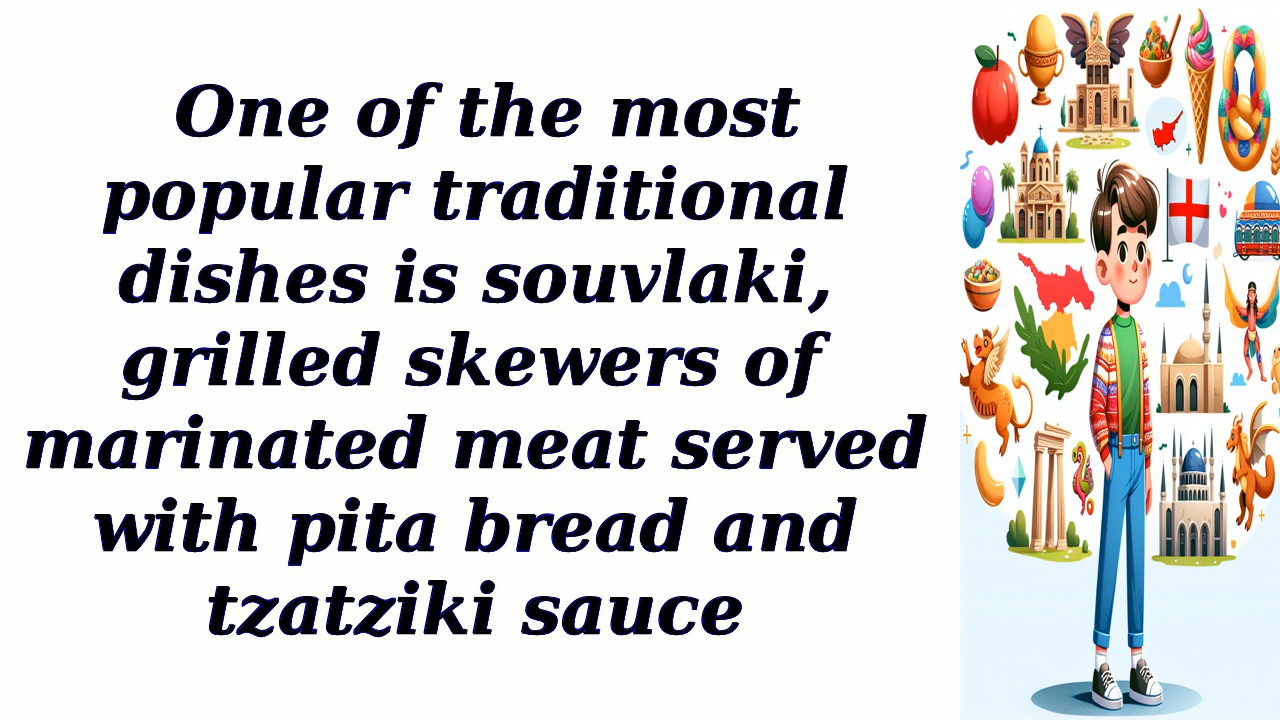 One of the most
popular traditional
dishes is souvlaki,
grilled skewers of
marinated meat served
with pita bread and
tzatziki sauce